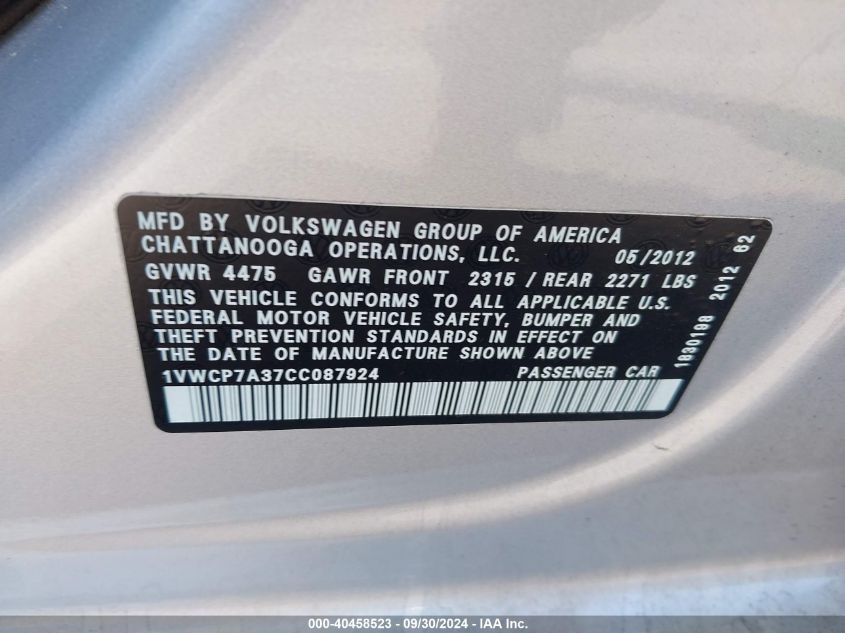 MFD BY VOLKSWAGEN GROUP OF AMERICA
CHATTANOOGA OPERATIONS, LLC. 05/2012
GVWR 4475 GAWR FRONT 2315 / REAR 2271 LBS
THIS VEHICLE CONFORMS TO ALL APPLICABLE U.S.
FEDERAL MOTOR VEHICLE SAFETY, BUMPER AND
THEFT PREVENTION STANDARDS IN EFFECT ON
THE DATE OF MANUFACTURE SHOWN ABOVE
1VWCP7A37CC087924 PASSENGER CAR
1830198 2012 62
000-40458523 - 09/30/2024 - IAA Inc.